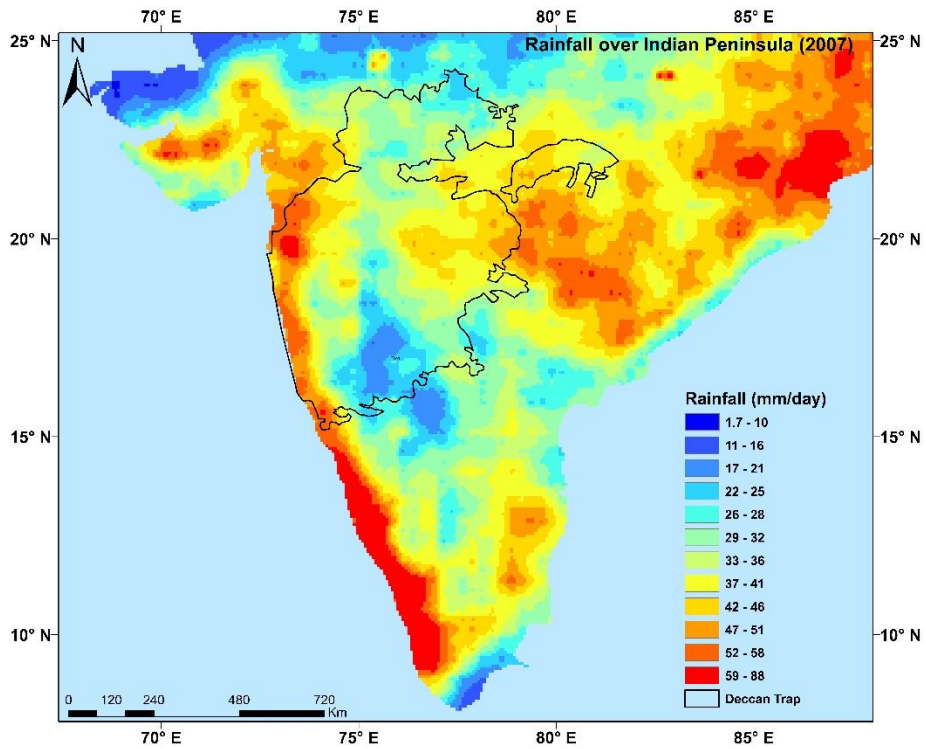 70° E 75° E 80° E 85° E
25° N N Rainfall over Indian Peninsula (2007) 25° N
20° N 20° N
15° N Rainfall (mm/day) 15° N
1.7 - 10
11 - 16
17 - 21
22 - 25
26 - 28
29 - 32
33 - 36
37 - 41
42 - 46
10° N 47 - 51 10° N
52 - 58
59 - 88
Deccan Trap
0 120 240 480 720
Km
70° E 75° E 80° E 85° E